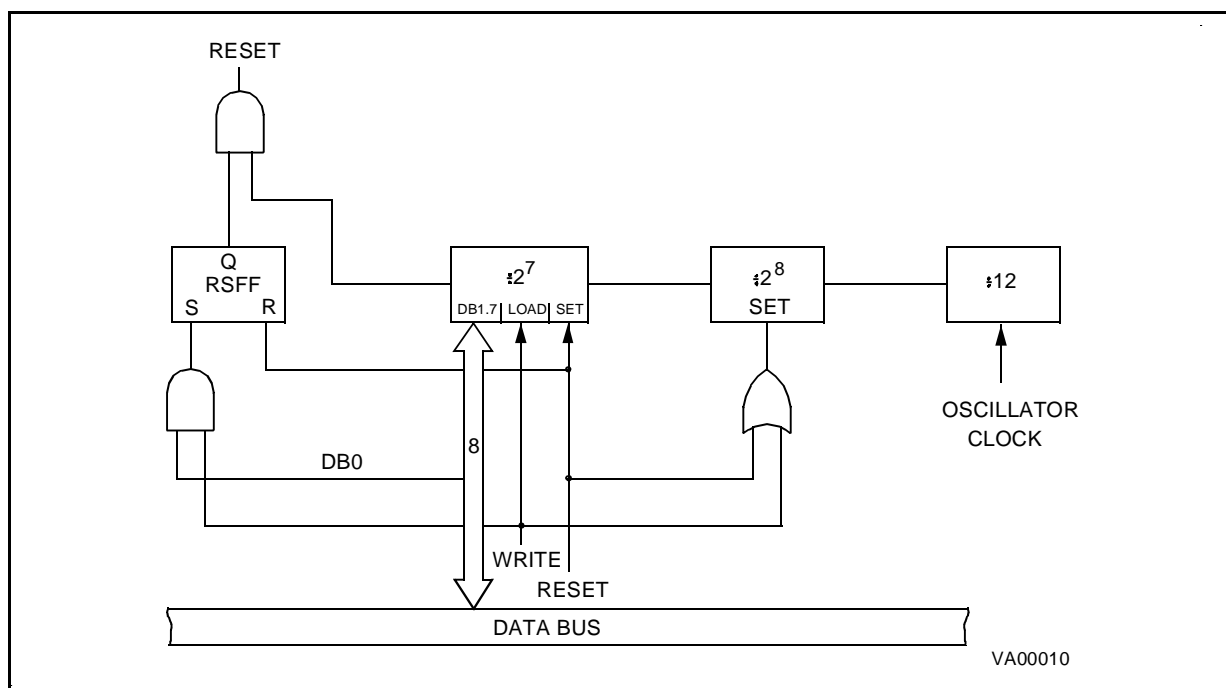 RESET
Q
RSFF
S R
÷2^7
DB1.7 LOAD SET
÷2^8
SET
÷12
OSCILLATOR
CLOCK
8
DB0
WRITE
RESET
DATA BUS
VA00010